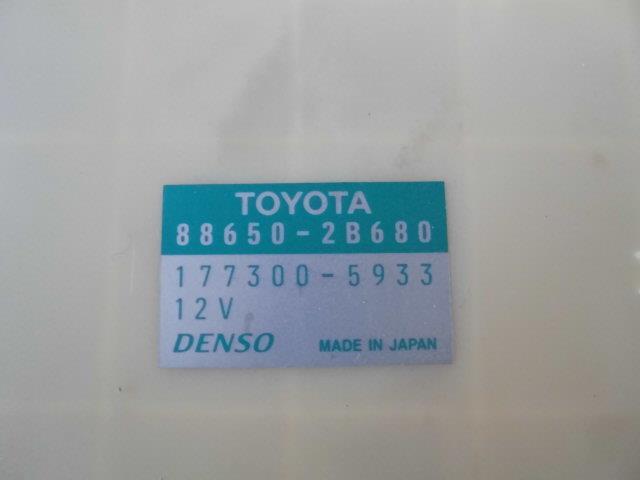 TOYOTA
88650-2B680
177300-5933
12V
DENSO MADE IN JAPAN